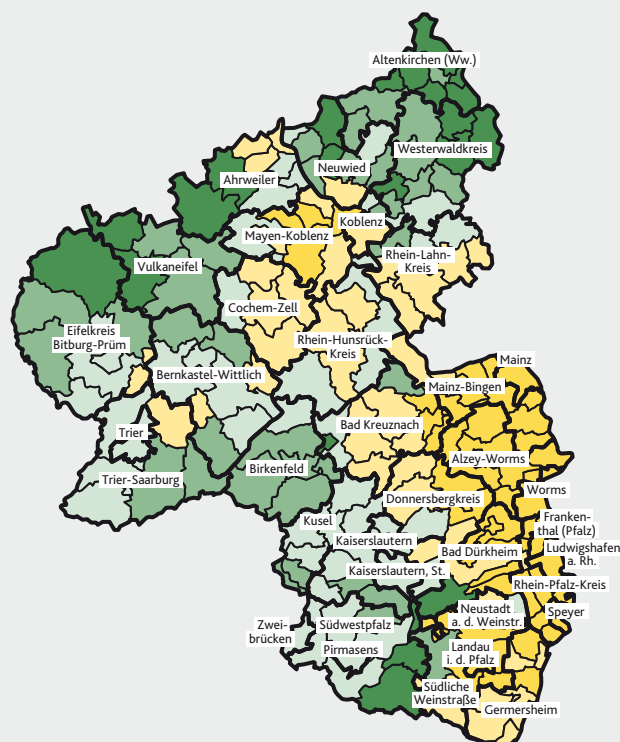 Altenkirchen (Ww.)
Westerwaldkreis
Neuwied
Ahrweiler
Koblenz
Mayen-Koblenz
Rhein-Lahn-
Kreis
Vulkaneifel
Cochem-Zell
Eifelkreis
Bitburg-Prüm
Rhein-Hunsrück-
Kreis
Bernkastel-Wittlich
Mainz
Mainz-Bingen
Bad Kreuznach
Trier
Alzey-Worms
Birkenfeld
Trier-Saarburg
Worms
Donnersbergkreis
Kusel
Franken-
thal (Pfalz)
Kaiserslautern
Bad Dürkheim
Ludwigshafen
a. Rh.
Kaiserslautern, St.
Rhein-Pfalz-Kreis
Neustadt
a. d. Weinstr.
Speyer
Zwei-
brücken
Südwestpfalz
Pirmasens
Landau
i. d. Pfalz
Südliche
Weinstraße
Germersheim